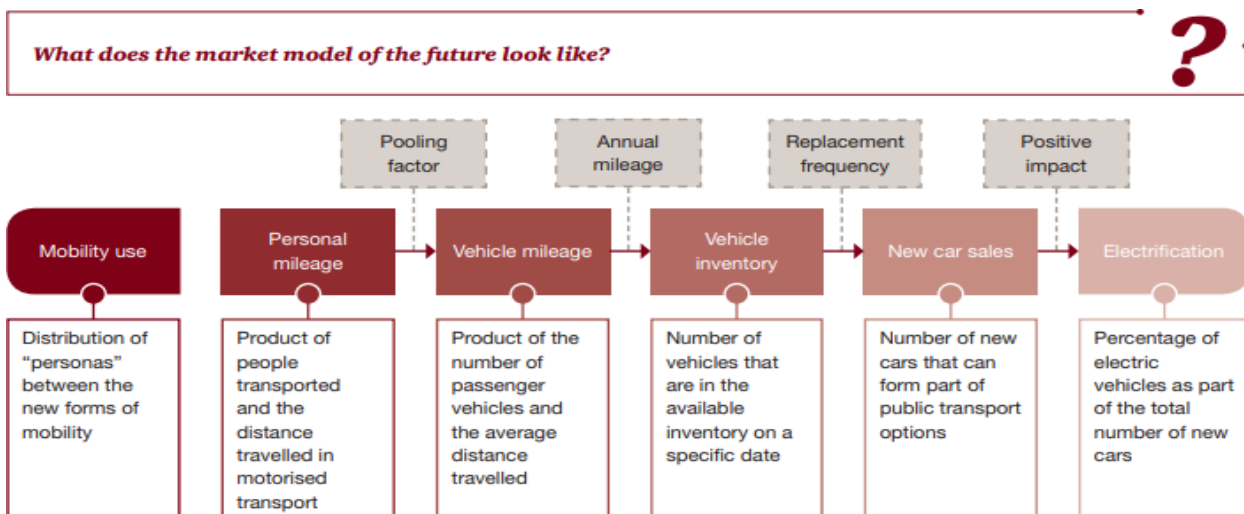 What does the market model of the future look like?
?
Pooling
factor
Annual
mileage
Replacement
frequency
Positive
impact
Mobility use
Personal
mileage
Vehicle mileage
Vehicle
inventory
New car sales
Electrification
Distribution of
“personas”
between the
new forms of
mobility
Product of
people
transported
and the
distance
travelled in
motorised
transport
Product of the
number of
passenger
vehicles and
the average
distance
travelled
Number of
vehicles that
are in the
available
inventory on a
specific date
Number of new
cars that can
form part of
public transport
options
Percentage of
electric
vehicles as part
of the total
number of new
cars